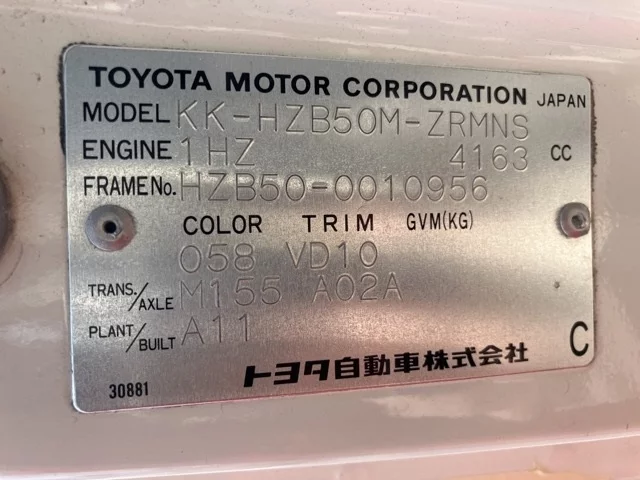 TOYOTA MOTOR CORPORATION JAPAN
MODEL KK-HZB50M-ZRMNS
ENGINE 1HZ 4163 CC
FRAME No. HZB50-0010956
COLOR TRIM GVM(KG)
058 VD10
TRANS./AXLE M155 A02A
PLANT/BUILT A11
C
30881 トヨタ自動車株式会社